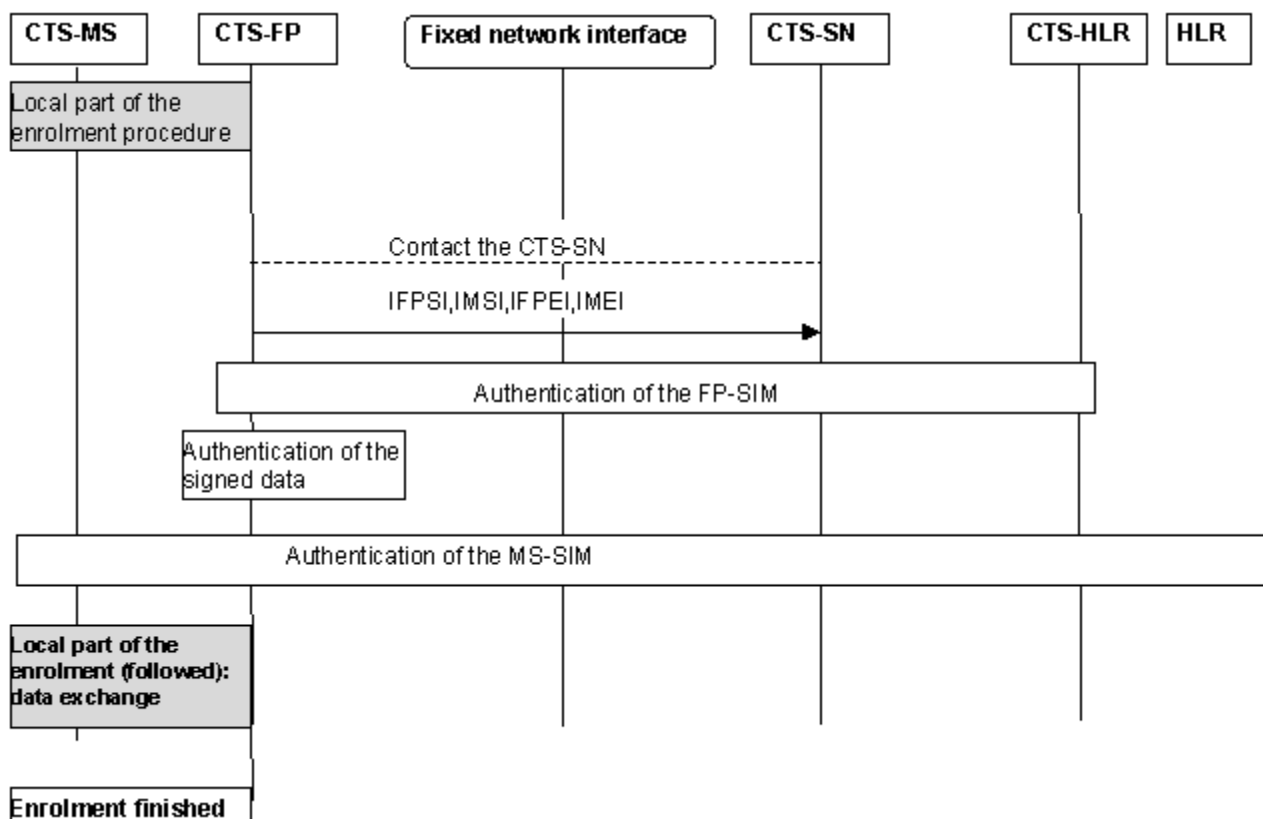 CTS-MS
CTS-FP
Fixed network interface
CTS-SN
CTS-HLR
HLR
Local part of the
enrolment procedure
Contact the CTS-SN
IFPSI,IMSI,IFPEI,IMEI
Authentication of the FP-SIM
Authentication of the
signed data
Authentication of the MS-SIM
Local part of the
enrolment (followed):
data exchange
Enrolment finished